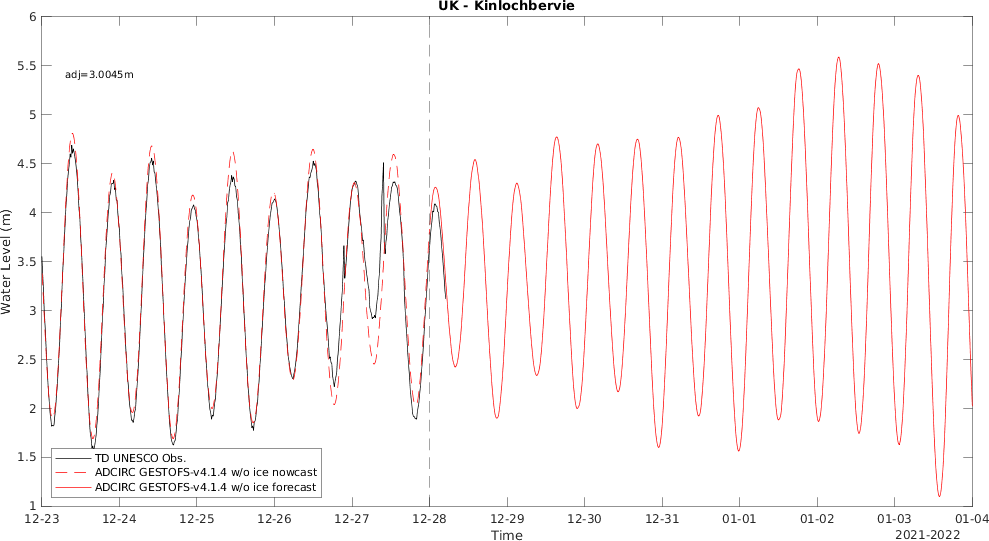 UK - Kinlochbervie
6
5.5
5
4.5
4
3.5
3
2.5
2
1.5
1
Water Level (m)
adj=3.0045m
TD UNESCO Obs.
ADCIRC GESTOFS-v4.1.4 w/o ice nowcast
ADCIRC GESTOFS-v4.1.4 w/o ice forecast
12-23 12-24 12-25 12-26 12-27 12-28 12-29 12-30 12-31 01-01 01-02 01-03 01-04
Time
2021-2022